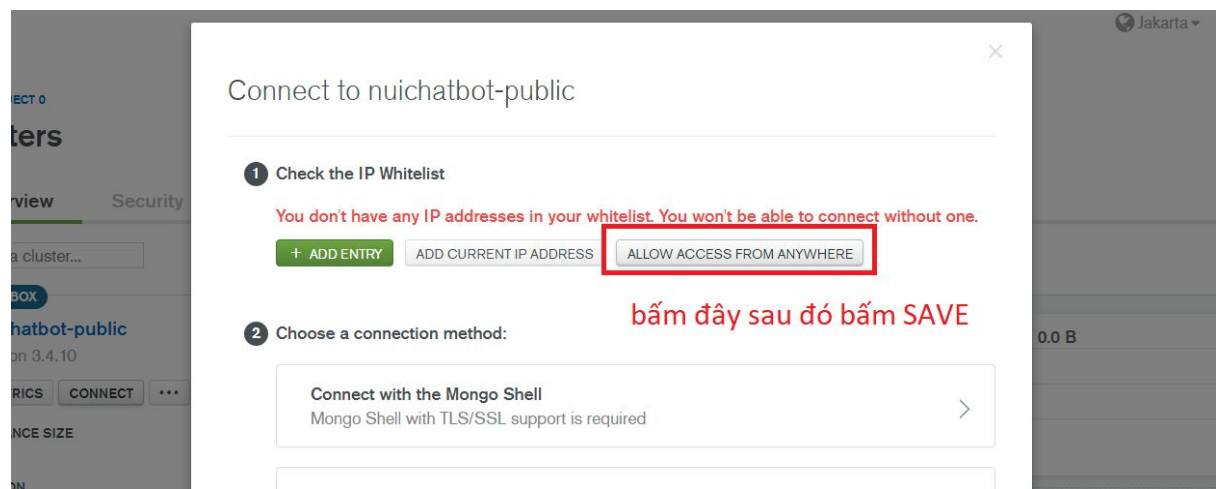 Jakarta
JECT 0
ters
rview Security
a cluster...
BOX
hatbot-public
on 3.4.10
RICS CONNECT ...
ANCE SIZE
ON
Connect to nuichatbot-public
1 Check the IP Whitelist
You don't have any IP addresses in your whitelist. You won't be able to connect without one.
+ ADD ENTRY ADD CURRENT IP ADDRESS ALLOW ACCESS FROM ANYWHERE
bấm đây sau đó bấm SAVE
2 Choose a connection method:
Connect with the Mongo Shell
Mongo Shell with TLS/SSL support is required
0.0 B